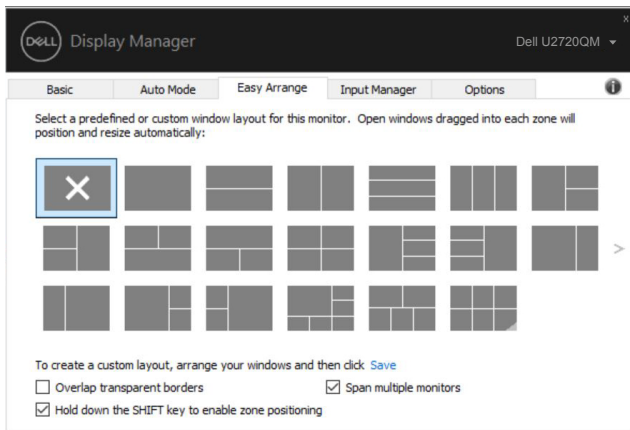 x
DELL Display Manager Dell U2720QM
Basic Auto Mode Easy Arrange Input Manager Options i
Select a predefined or custom window layout for this monitor. Open windows dragged into each zone will
position and resize automatically:
>
To create a custom layout, arrange your windows and then click Save
Overlap transparent borders Span multiple monitors
Hold down the SHIFT key to enable zone positioning